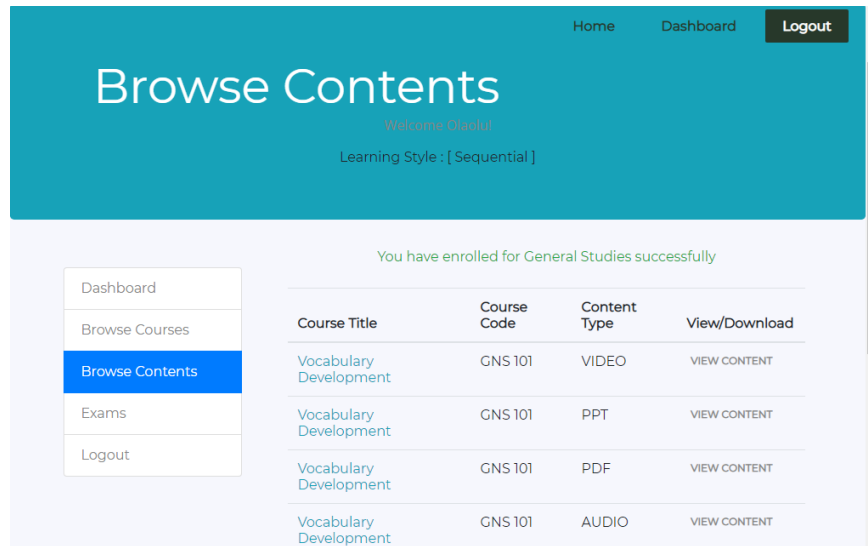 Home Dashboard Logout
Browse Contents
Welcome Olaolu!
Learning Style : [ Sequential ]
You have enrolled for General Studies successfully
Dashboard
Browse Courses
Browse Contents
Exams
Logout
Course Title Course Code Content Type View/Download
Vocabulary Development GNS 101 VIDEO VIEW CONTENT
Vocabulary Development GNS 101 PPT VIEW CONTENT
Vocabulary Development GNS 101 PDF VIEW CONTENT
Vocabulary Development GNS 101 AUDIO VIEW CONTENT